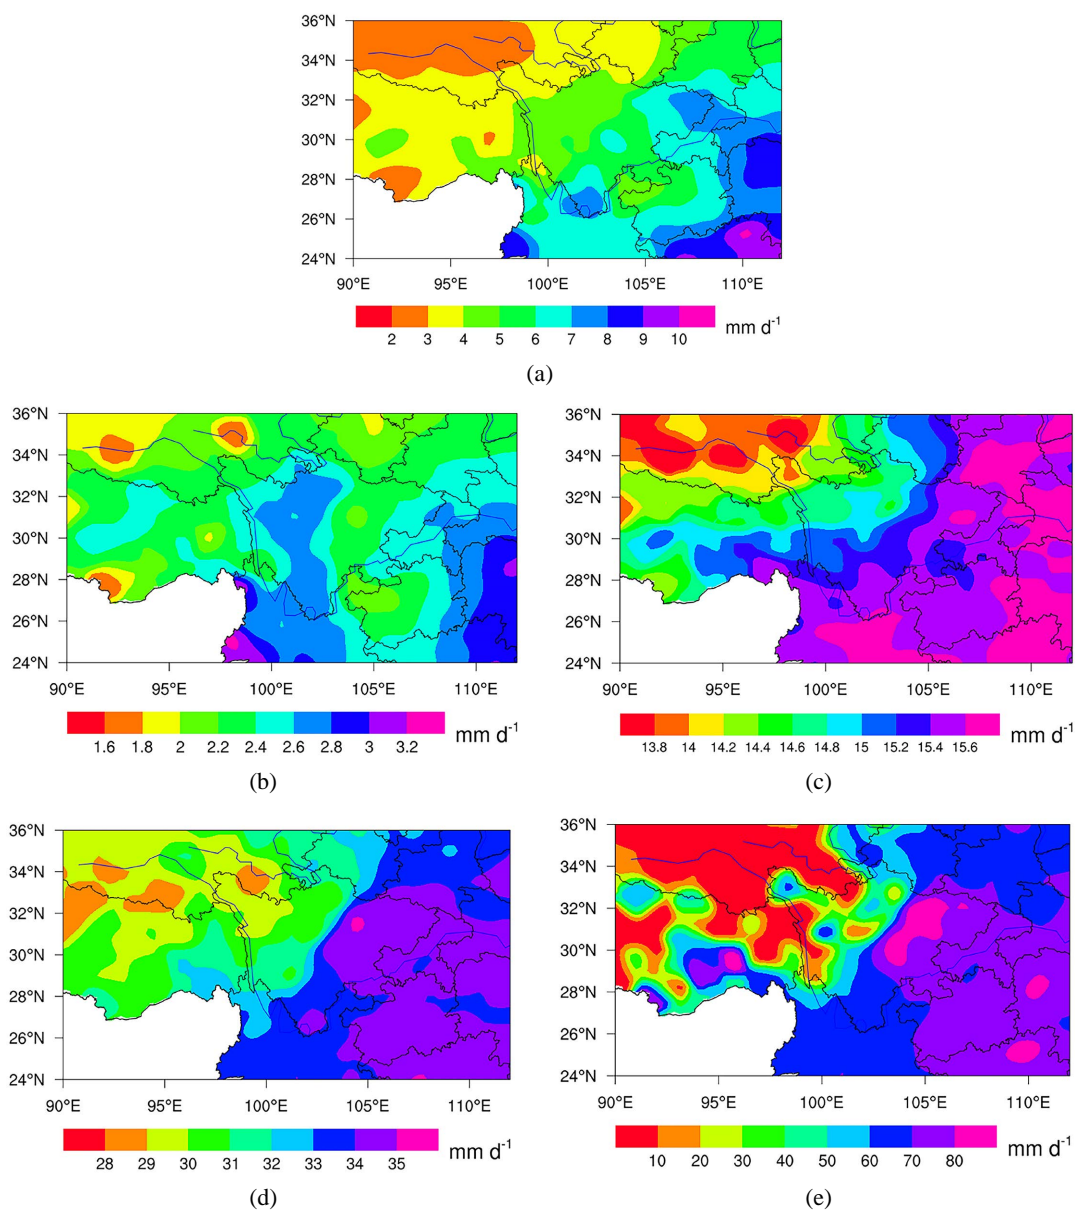 36°N
34°N
32°N
30°N
28°N
26°N
24°N
90°E 95°E 100°E 105°E 110°E
2 3 4 5 6 7 8 9 10 mm d-1
(a)
36°N
34°N
32°N
30°N
28°N
26°N
24°N
90°E 95°E 100°E 105°E 110°E
1.6 1.8 2 2.2 2.4 2.6 2.8 3 3.2 mm d-1
(b)
36°N
34°N
32°N
30°N
28°N
26°N
24°N
90°E 95°E 100°E 105°E 110°E
13.8 14 14.2 14.4 14.6 14.8 15 15.2 15.4 15.6 mm d-1
(c)
36°N
34°N
32°N
30°N
28°N
26°N
24°N
90°E 95°E 100°E 105°E 110°E
28 29 30 31 32 33 34 35 mm d-1
(d)
36°N
34°N
32°N
30°N
28°N
26°N
24°N
90°E 95°E 100°E 105°E 110°E
10 20 30 40 50 60 70 80 mm d-1
(e)